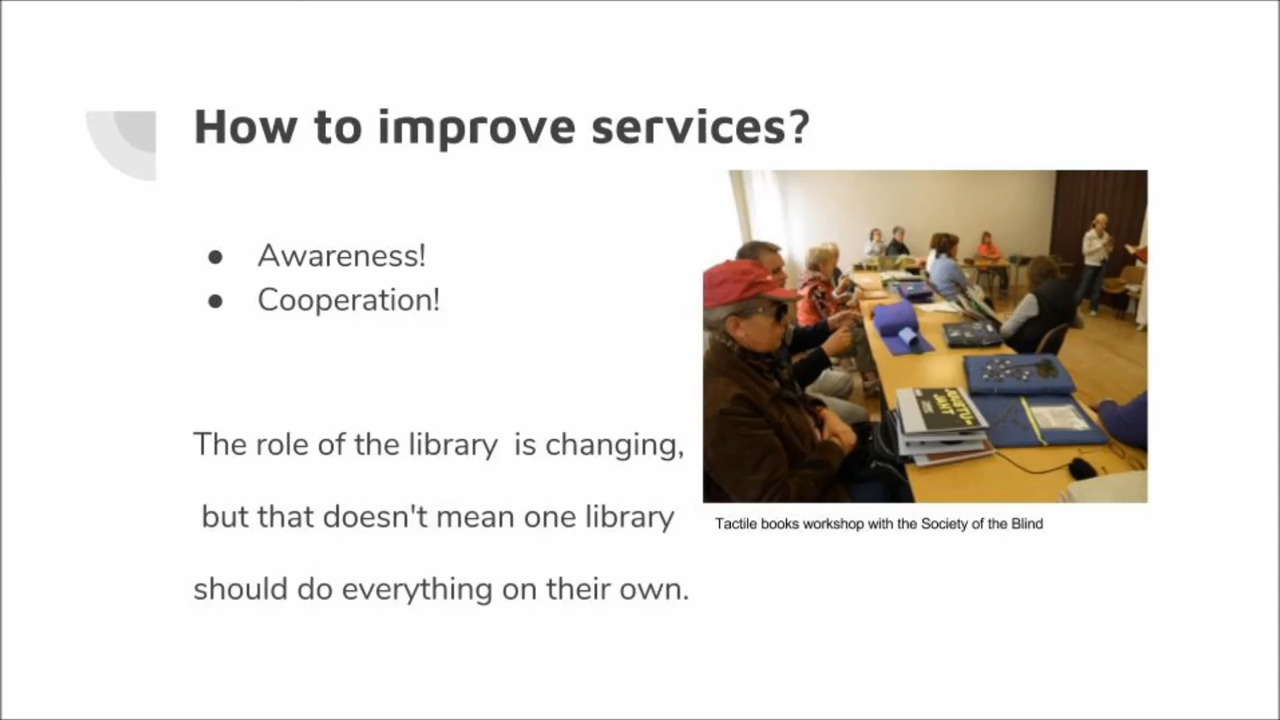 How to improve services?
● Awareness!
● Cooperation!
The role of the library is changing,
but that doesn't mean one library
should do everything on their own.
Tactile books workshop with the Society of the Blind